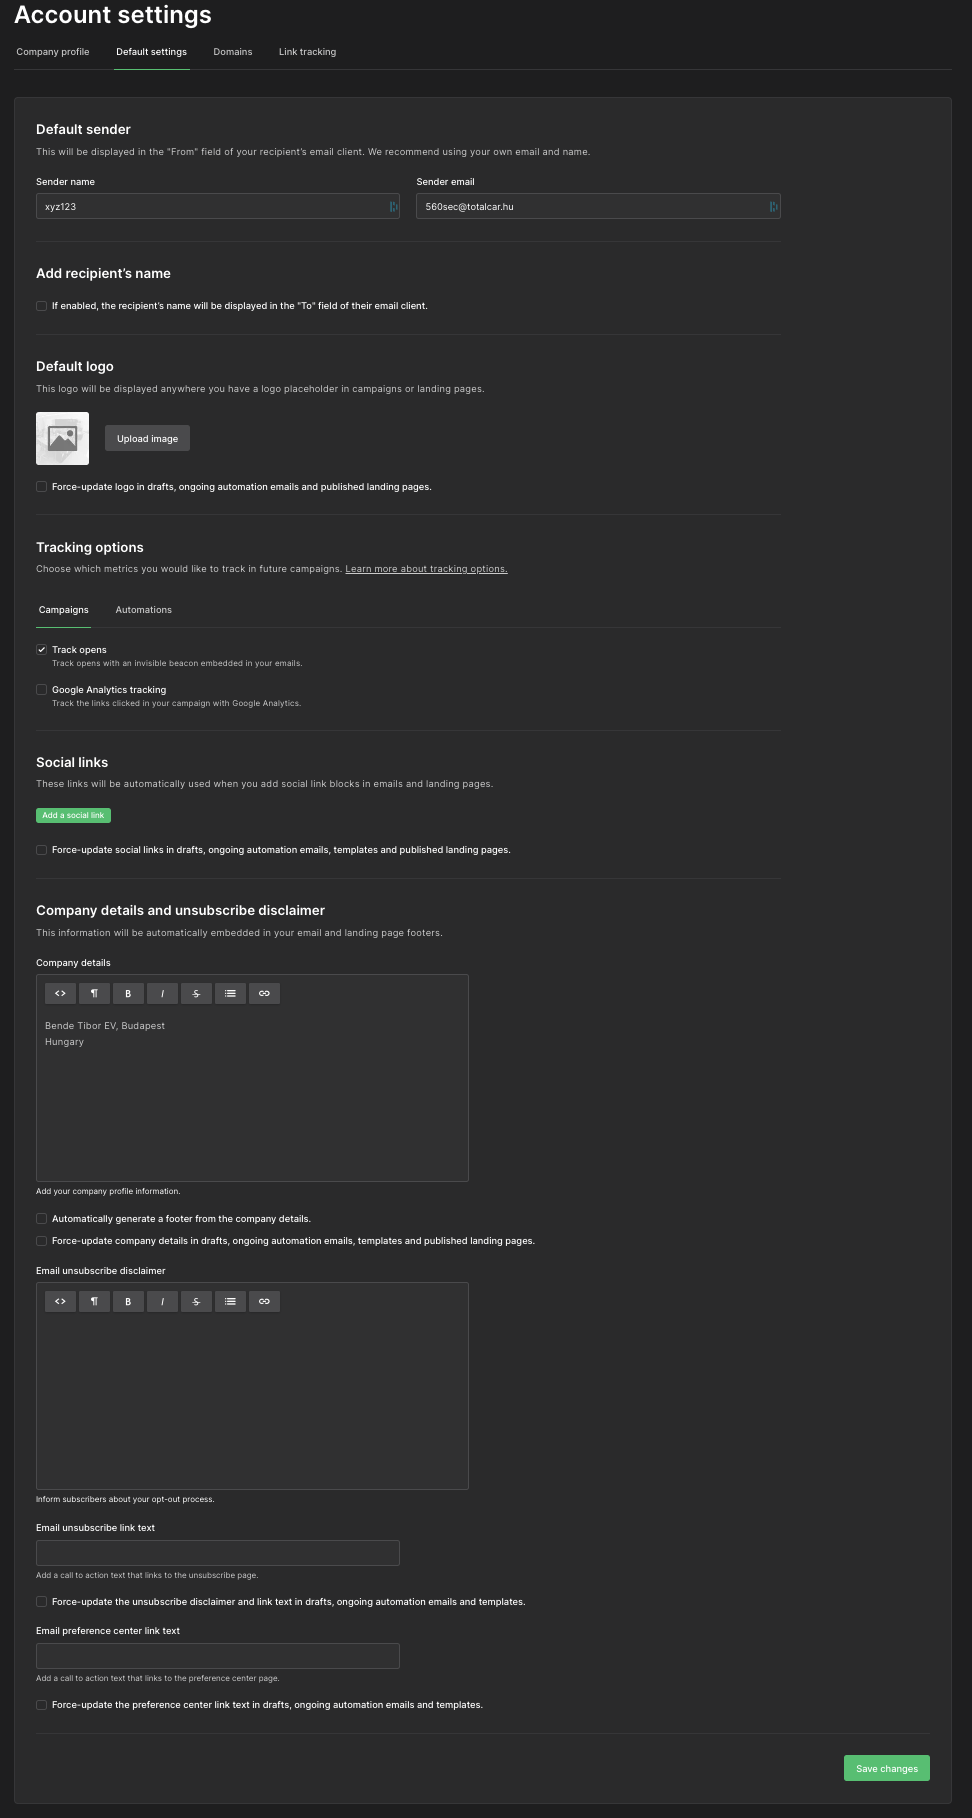 Account settings
Company profile
Default settings
Domains
Link tracking
Default sender
This will be displayed in the "From" field of your recipient's email client. We recommend using your own email and name.
Sender name
Sender email
xyz123
560sec@totalcar.hu
Add recipient's name
If enabled, the recipient's name will be displayed in the "To" field of their email client.
Default logo
This logo will be displayed anywhere you have a logo placeholder in campaigns or landing pages.
Upload image
Force-update logo in drafts, ongoing automation emails and published landing pages.
Tracking options
Choose which metrics you would like to track in future campaigns. Learn more about tracking options.
Campaigns
Automations
Track opens
Track opens with an invisible beacon embedded in your emails.
Google Analytics tracking
Track the links clicked in your campaign with Google Analytics.
Social links
These links will be automatically used when you add social link blocks in emails and landing pages.
Add a social link
Force-update social links in drafts, ongoing automation emails, templates and published landing pages.
Company details and unsubscribe disclaimer
This information will be automatically embedded in your email and landing page footers.
Company details
<> ¶ B I S
Bende Tibor EV, Budapest
Hungary
Add your company profile information.
Automatically generate a footer from the company details.
Force-update company details in drafts, ongoing automation emails, templates and published landing pages.
Email unsubscribe disclaimer
<> ¶ B I S
Inform subscribers about your opt-out process.
Email unsubscribe link text
Add a call to action text that links to the unsubscribe page.
Force-update the unsubscribe disclaimer and link text in drafts, ongoing automation emails and templates.
Email preference center link text
Add a call to action text that links to the preference center page.
Force-update the preference center link text in drafts, ongoing automation emails and templates.
Save changes